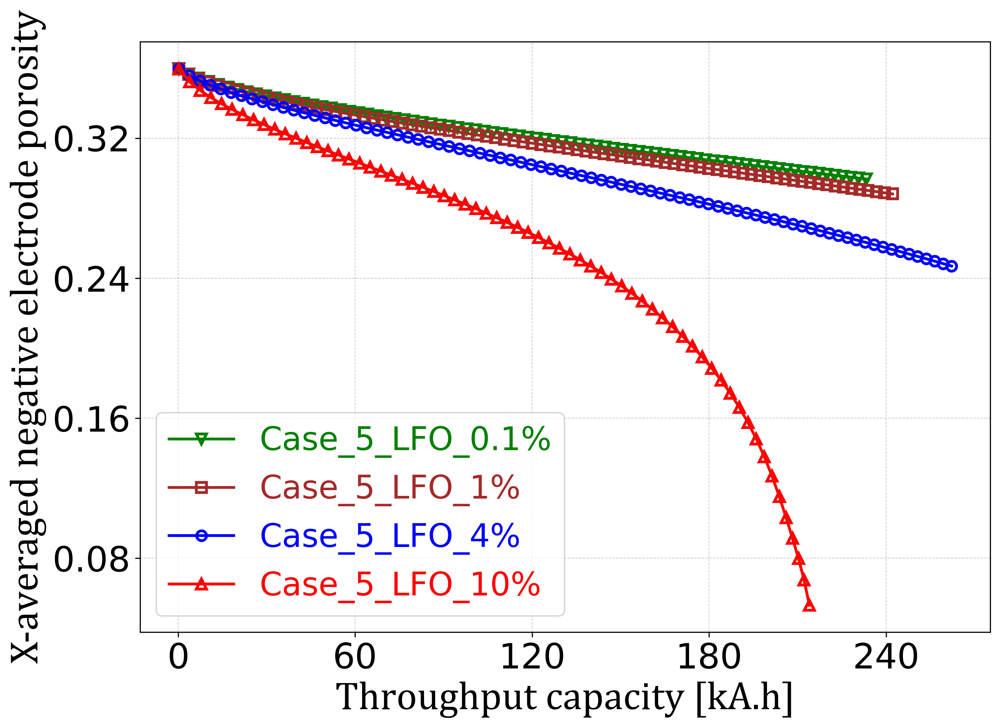 X-averaged negative electrode porosity
0.32
0.24
0.16
0.08
Case_5_LFO_0.1%
Case_5_LFO_1%
Case_5_LFO_4%
Case_5_LFO_10%
0 60 120 180 240
Throughput capacity [kA.h]